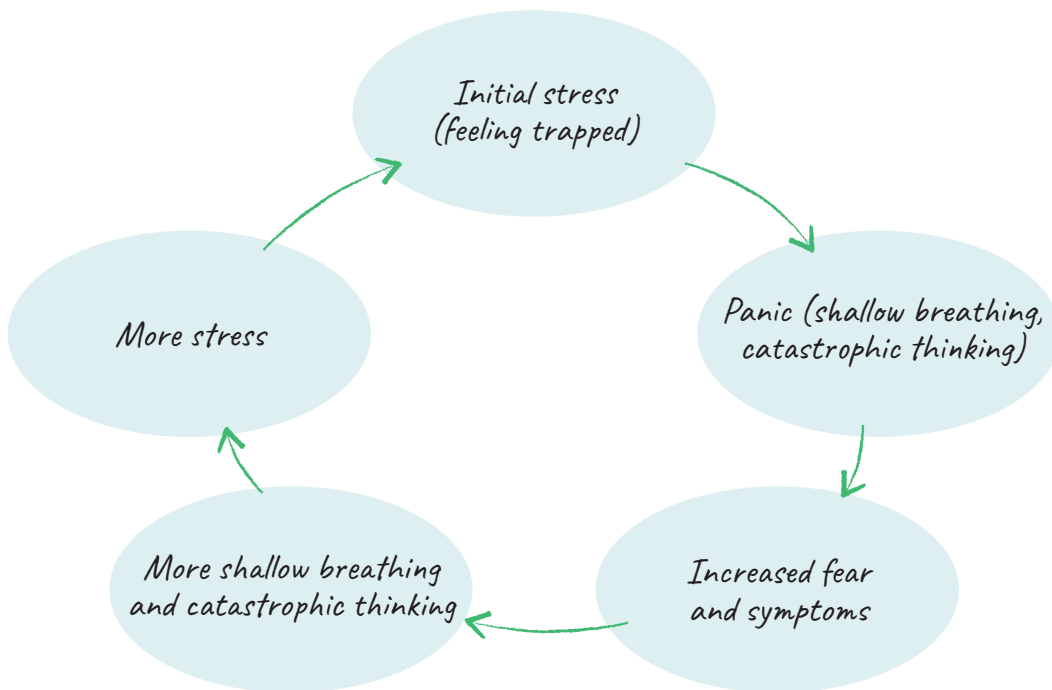 Initial stress
(feeling trapped)
Panic (shallow breathing,
catastrophic thinking)
Increased fear
and symptoms
More shallow breathing
and catastrophic thinking
More stress